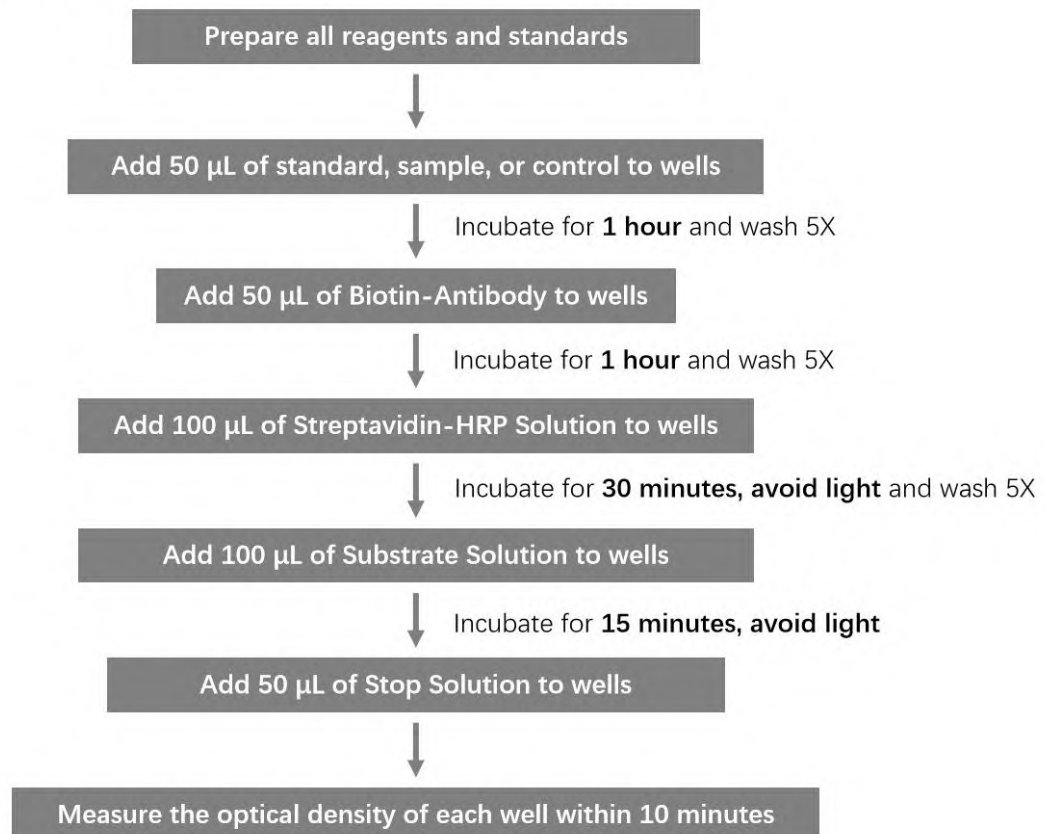 Prepare all reagents and standards
Add 50 μL of standard, sample, or control to wells
Incubate for 1 hour and wash 5X
Add 50 μL of Biotin-Antibody to wells
Incubate for 1 hour and wash 5X
Add 100 μL of Streptavidin-HRP Solution to wells
Incubate for 30 minutes, avoid light and wash 5X
Add 100 μL of Substrate Solution to wells
Incubate for 15 minutes, avoid light
Add 50 μL of Stop Solution to wells
Measure the optical density of each well within 10 minutes